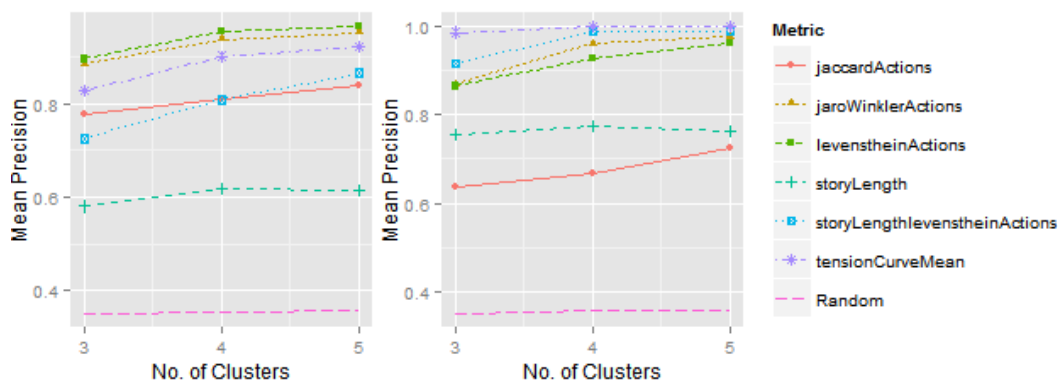 Mean Precision
0.8
0.6
0.4
3
4
5
No. of Clusters
Mean Precision
1.0
0.8
0.6
0.4
3
4
5
No. of Clusters
Metric
jaccardActions
jaroWinklerActions
levenstheinActions
storyLength
storyLengthlevenstheinActions
tensionCurveMean
Random